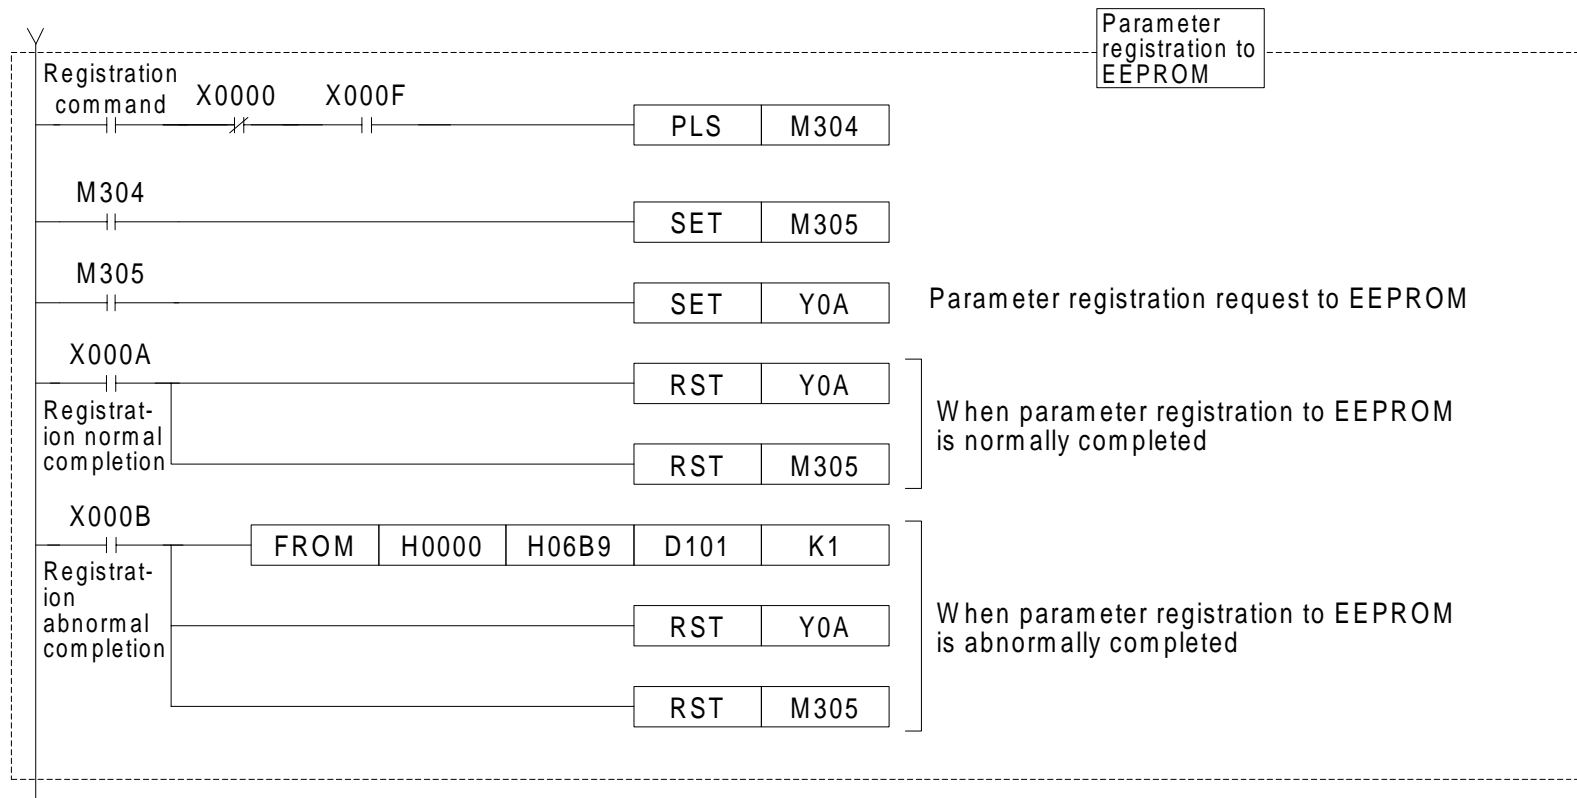 Parameter
registration to
EEPROM
Registration
command
X0000
X000F
PLS
M304
M304
SET
M305
M305
SET
Y0A
Parameter registration request to EEPROM
X000A
RST
Y0A
Registrat-
ion normal
completion
When parameter registration to EEPROM
is normally completed
RST
M305
X000B
FROM
H0000
H06B9
D101
K1
Registrat-
ion
abnormal
completion
RST
Y0A
When parameter registration to EEPROM
is abnormally completed
RST
M305